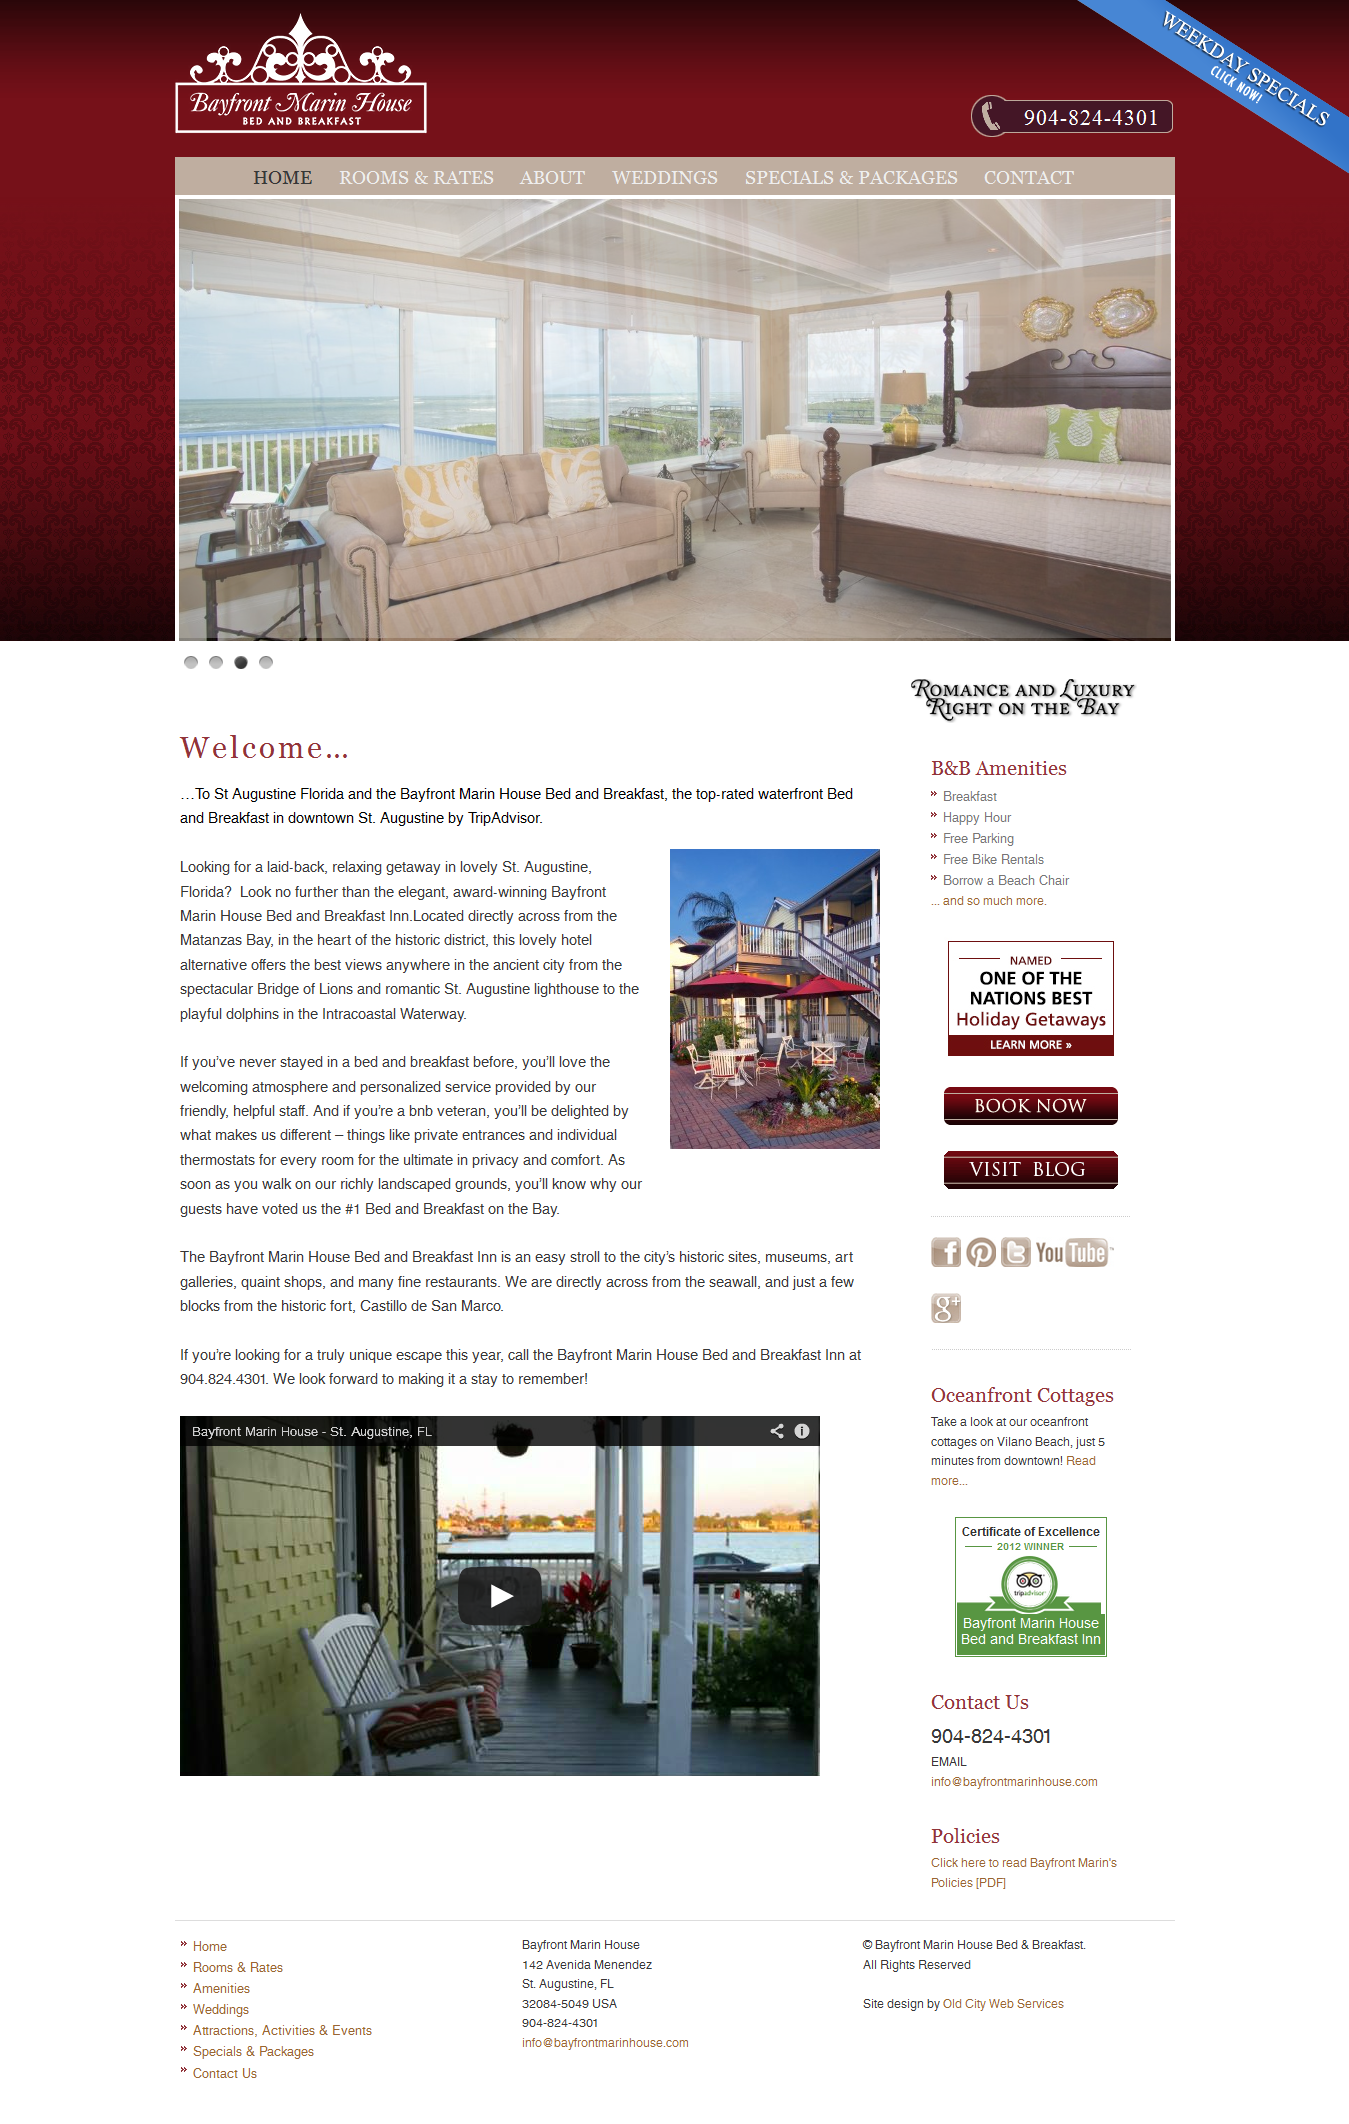 WEEKDAY SPECIALS
CLICK NOW!
Bayfront Marin House
BED AND BREAKFAST
904-824-4301
HOME
ROOMS & RATES
ABOUT
WEDDINGS
SPECIALS & PACKAGES
CONTACT
ROMANCE AND LUXURY
RIGHT ON THE BAY
Welcome…
…To St Augustine Florida and the Bayfront Marin House Bed and Breakfast, the top-rated waterfront Bed
and Breakfast in downtown St. Augustine by TripAdvisor.
Looking for a laid-back, relaxing getaway in lovely St. Augustine,
Florida?  Look no further than the elegant, award-winning Bayfront
Marin House Bed and Breakfast Inn.Located directly across from the
Matanzas Bay, in the heart of the historic district, this lovely hotel
alternative offers the best views anywhere in the ancient city from the
spectacular Bridge of Lions and romantic St. Augustine lighthouse to the
playful dolphins in the Intracoastal Waterway.
If you’ve never stayed in a bed and breakfast before, you’ll love the
welcoming atmosphere and personalized service provided by our
friendly, helpful staff. And if you’re a bnb veteran, you’ll be delighted by
what makes us different – things like private entrances and individual
thermostats for every room for the ultimate in privacy and comfort. As
soon as you walk on our richly landscaped grounds, you’ll know why our
guests have voted us the #1 Bed and Breakfast on the Bay.
The Bayfront Marin House Bed and Breakfast Inn is an easy stroll to the city’s historic sites, museums, art
galleries, quaint shops, and many fine restaurants. We are directly across from the seawall, and just a few
blocks from the historic fort, Castillo de San Marco.
If you’re looking for a truly unique escape this year, call the Bayfront Marin House Bed and Breakfast Inn at
904.824.4301. We look forward to making it a stay to remember!
Bayfront Marin House - St. Augustine, FL
B&B Amenities
Breakfast
Happy Hour
Free Parking
Free Bike Rentals
Borrow a Beach Chair
... and so much more.
NAMED
ONE OF THE
NATIONS BEST
Holiday Getaways
LEARN MORE »
BOOK NOW
VISIT BLOG
You Tube
g+
Oceanfront Cottages
Take a look at our oceanfront
cottages on Vilano Beach, just 5
minutes from downtown! Read
more...
Certificate of Excellence
2012 WINNER
tripadvisor
Bayfront Marin House
Bed and Breakfast Inn
Contact Us
904-824-4301
EMAIL
info@bayfrontmarinhouse.com
Policies
Click here to read Bayfront Marin's
Policies [PDF]
Home
Rooms & Rates
Amenities
Weddings
Attractions, Activities & Events
Specials & Packages
Contact Us
Bayfront Marin House
142 Avenida Menendez
St. Augustine, FL
32084-5049 USA
904-824-4301
info@bayfrontmarinhouse.com
© Bayfront Marin House Bed & Breakfast.
All Rights Reserved
Site design by Old City Web Services